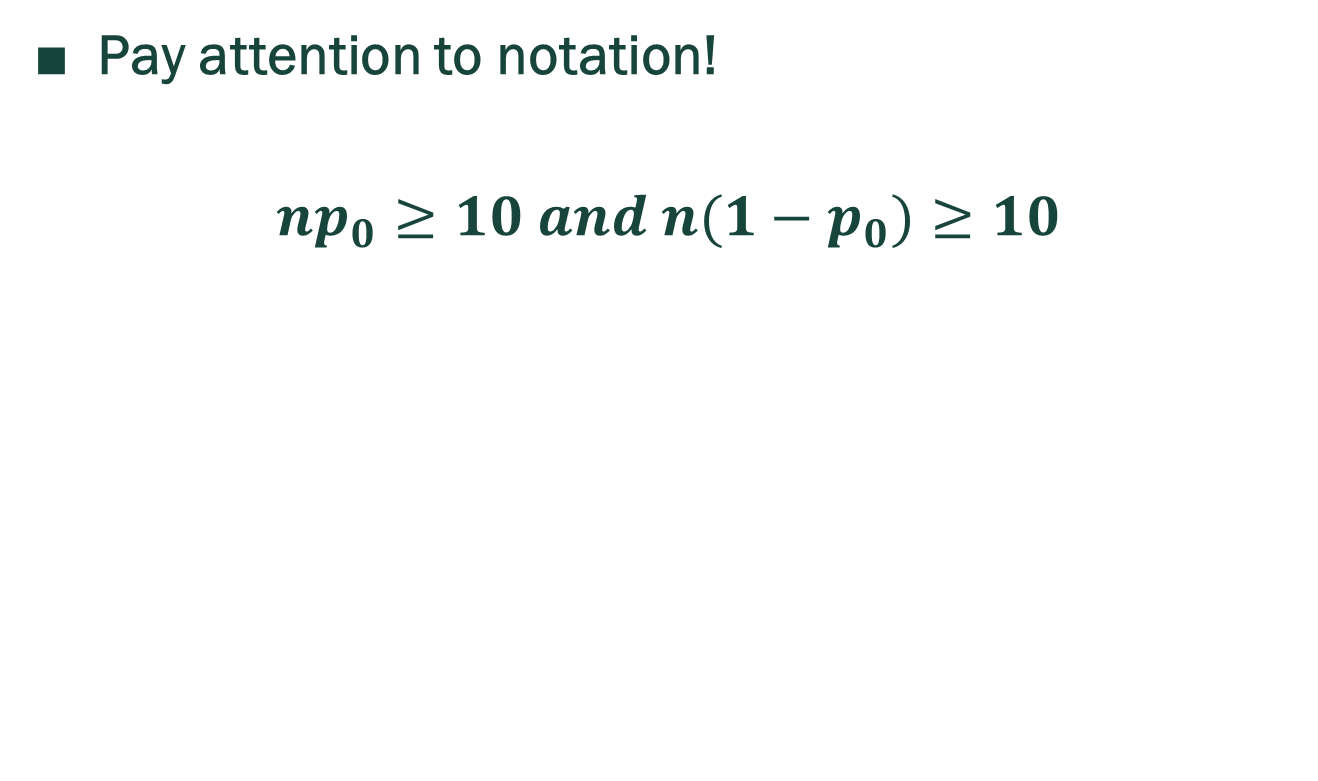 ▪ Pay attention to notation!
np₀ ≥ 10 and n(1 − p₀) ≥ 10